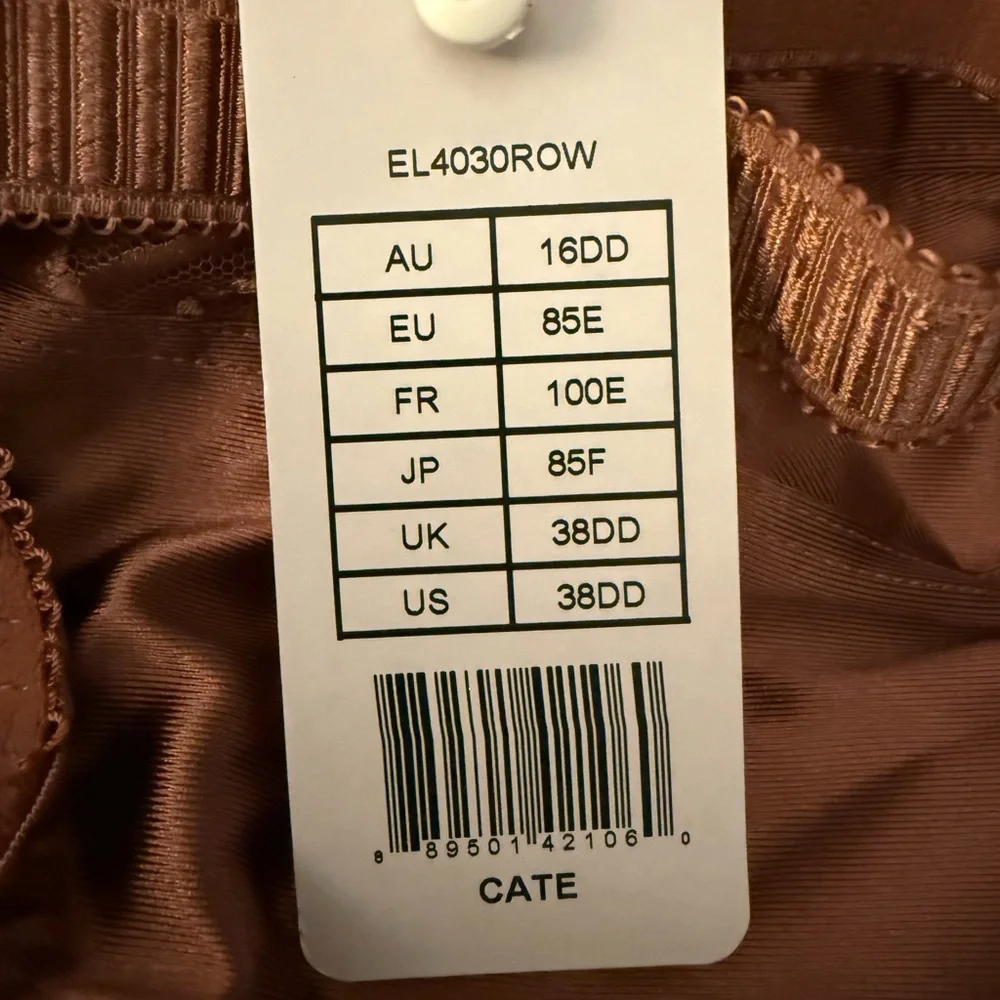 EL4030ROW
AU 16DD
EU 85E
FR 100E
JP 85F
UK 38DD
US 38DD
8 89501 42106 0
CATE